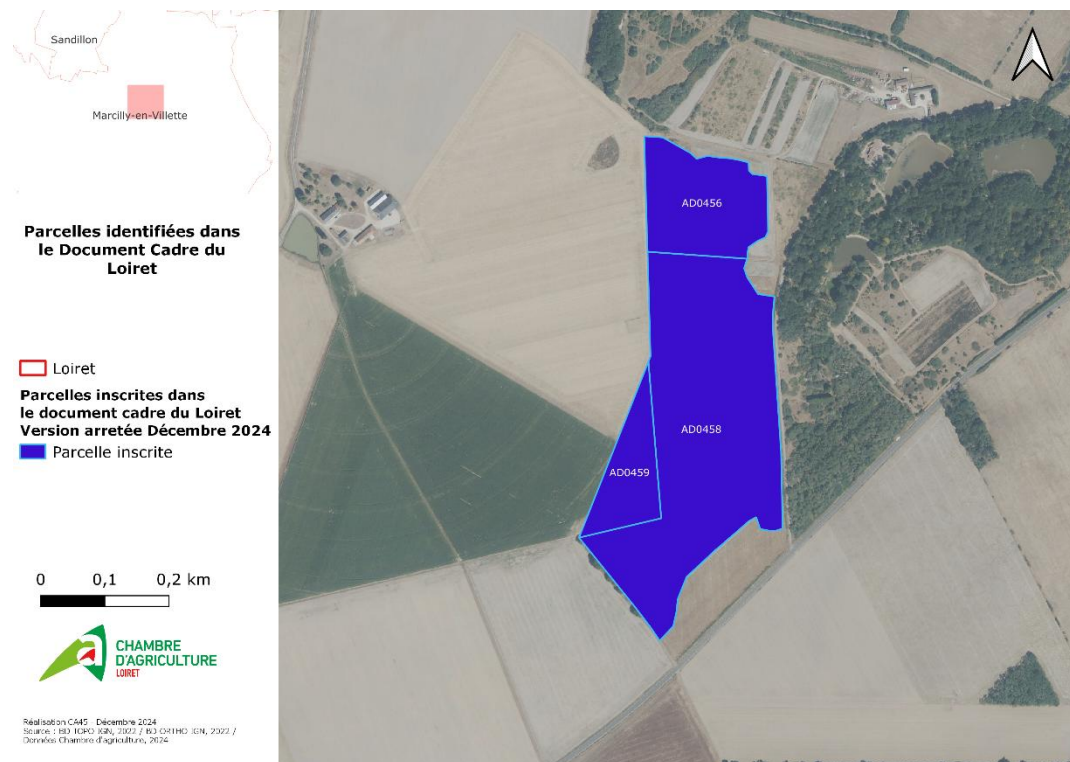 Sandillon
Marcilly-en-Villette
Parcelles identifiées dans
le Document Cadre du
Loiret
Loiret
Parcelles inscrites dans
le document cadre du Loiret
Version arretée Décembre 2024
Parcelle inscrite
0 0,1 0,2 km
CHAMBRE
D'AGRICULTURE
LOIRET
Réalisation CA45 - Décembre 2024
Source : BD TOPO IGN, 2022 / BD ORTHO IGN, 2022 /
Données Chambre d'agriculture, 2024
AD0456
AD0458
AD0459